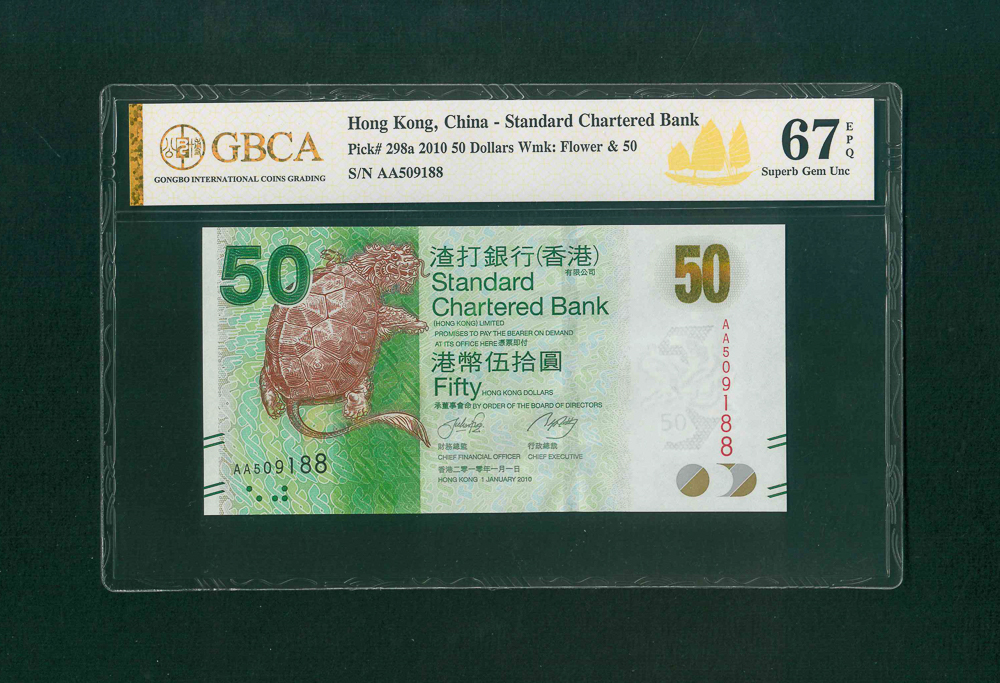 GBCA
GONGBO INTERNATIONAL COINS GRADING
Hong Kong, China - Standard Chartered Bank
Pick# 298a 2010 50 Dollars Wmk: Flower & 50
S/N AA509188
67 EPQ
Superb Gem Unc
50
渣打銀行(香港)
有限公司
Standard
Chartered Bank
(HONG KONG) LIMITED
PROMISES TO PAY THE BEARER ON DEMAND
AT ITS OFFICE HERE 憑票即付
港幣伍拾圓
Fifty HONG KONG DOLLARS
承董事會命 BY ORDER OF THE BOARD OF DIRECTORS
財務總裁 行政總裁
CHIEF FINANCIAL OFFICER CHIEF EXECUTIVE
香港二〇一〇年一月一日
HONG KONG 1 JANUARY 2010
AA509188
50
AA509188
50